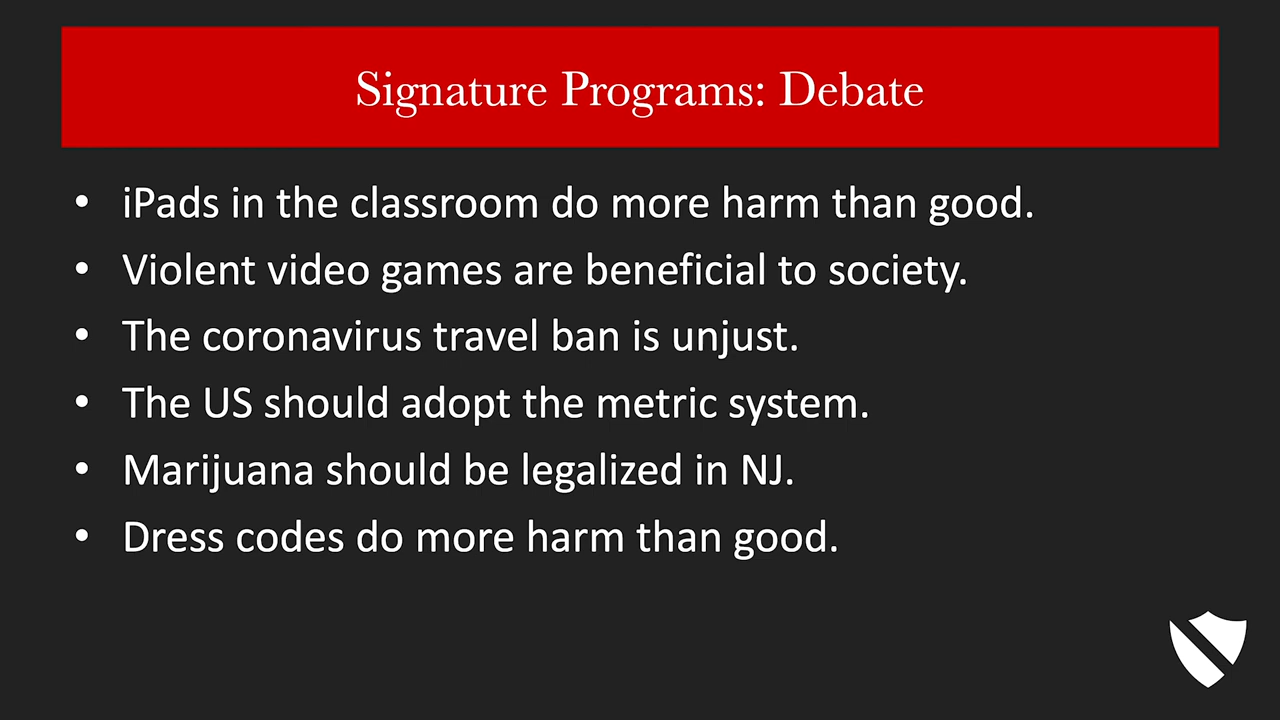 Signature Programs: Debate
• iPads in the classroom do more harm than good.
• Violent video games are beneficial to society.
• The coronavirus travel ban is unjust.
• The US should adopt the metric system.
• Marijuana should be legalized in NJ.
• Dress codes do more harm than good.